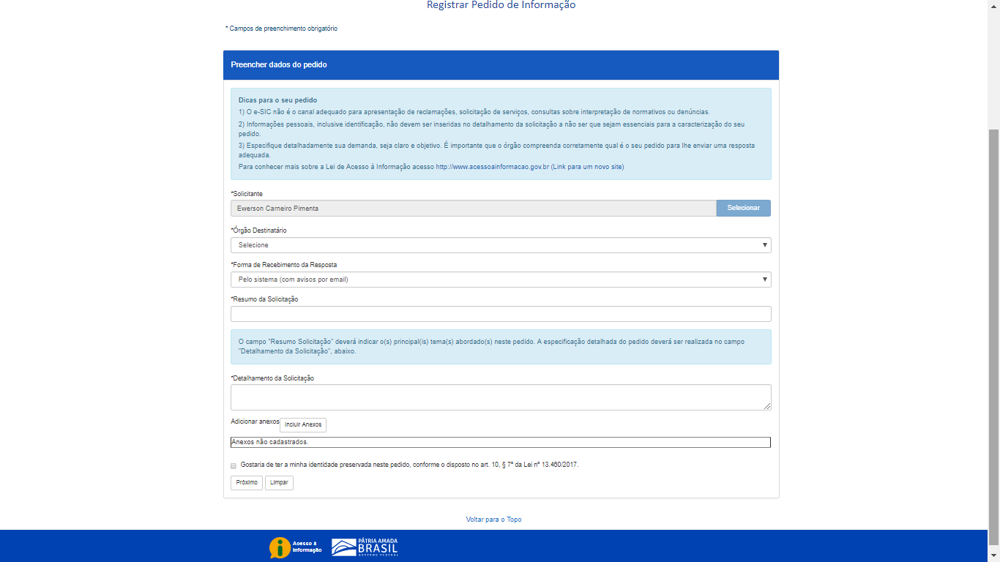 Registrar Pedido de Informação
* Campos de preenchimento obrigatório
Preencher dados do pedido
Dicas para o seu pedido
1) O e-SIC não é o canal adequado para apresentação de reclamações, solicitação de serviços, consultas sobre interpretação de normativos ou denúncias.
2) Informações pessoais, inclusive identificação, não devem ser inseridas no detalhamento da solicitação a não ser que sejam essenciais para a caracterização do seu
pedido.
3) Especifique detalhadamente sua demanda, seja claro e objetivo. É importante que o órgão compreenda corretamente qual é o seu pedido para lhe enviar uma resposta
adequada.
Para conhecer mais sobre a Lei de Acesso à Informação acesso http://www.acessoainformacao.gov.br (Link para um novo site)
*Solicitante
Ewerson Carneiro Pimenta
Selecionar
*Órgão Destinatário
Selecione
*Forma de Recebimento da Resposta
Pelo sistema (com avisos por email)
*Resumo da Solicitação
O campo "Resumo Solicitação" deverá indicar o(s) principal(is) tema(s) abordado(s) neste pedido. A especificação detalhada do pedido deverá ser realizada no campo
"Detalhamento da Solicitação", abaixo.
*Detalhamento da Solicitação
Adicionar anexos Incluir Anexos
Anexos não cadastrados.
Gostaria de ter a minha identidade preservada neste pedido, conforme o disposto no art. 10, § 7º da Lei nº 13.460/2017.
Próximo Limpar
Voltar para o Topo
Acesso à
Informação
PÁTRIA AMADA
BRASIL
GOVERNO FEDERAL